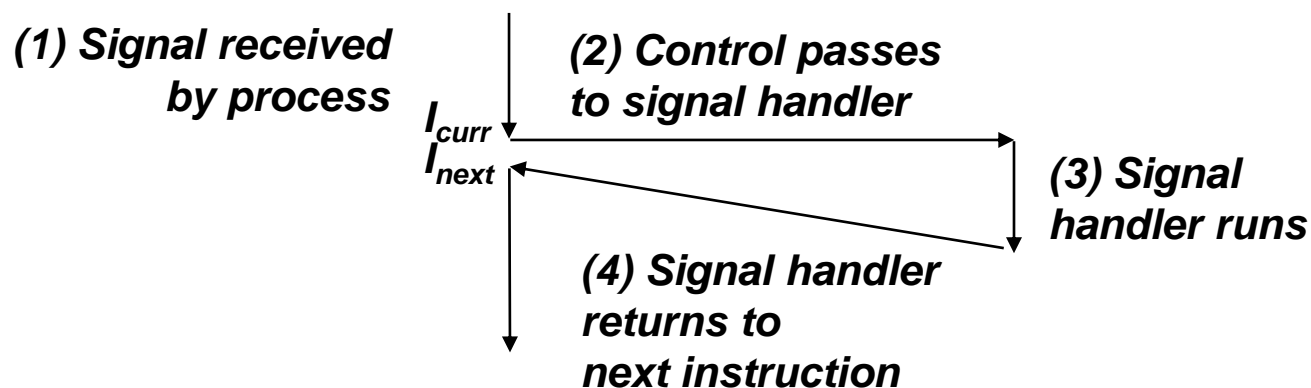 (1) Signal received
by process
(2) Control passes
to signal handler
I_curr
I_next
(3) Signal
handler runs
(4) Signal handler
returns to
next instruction